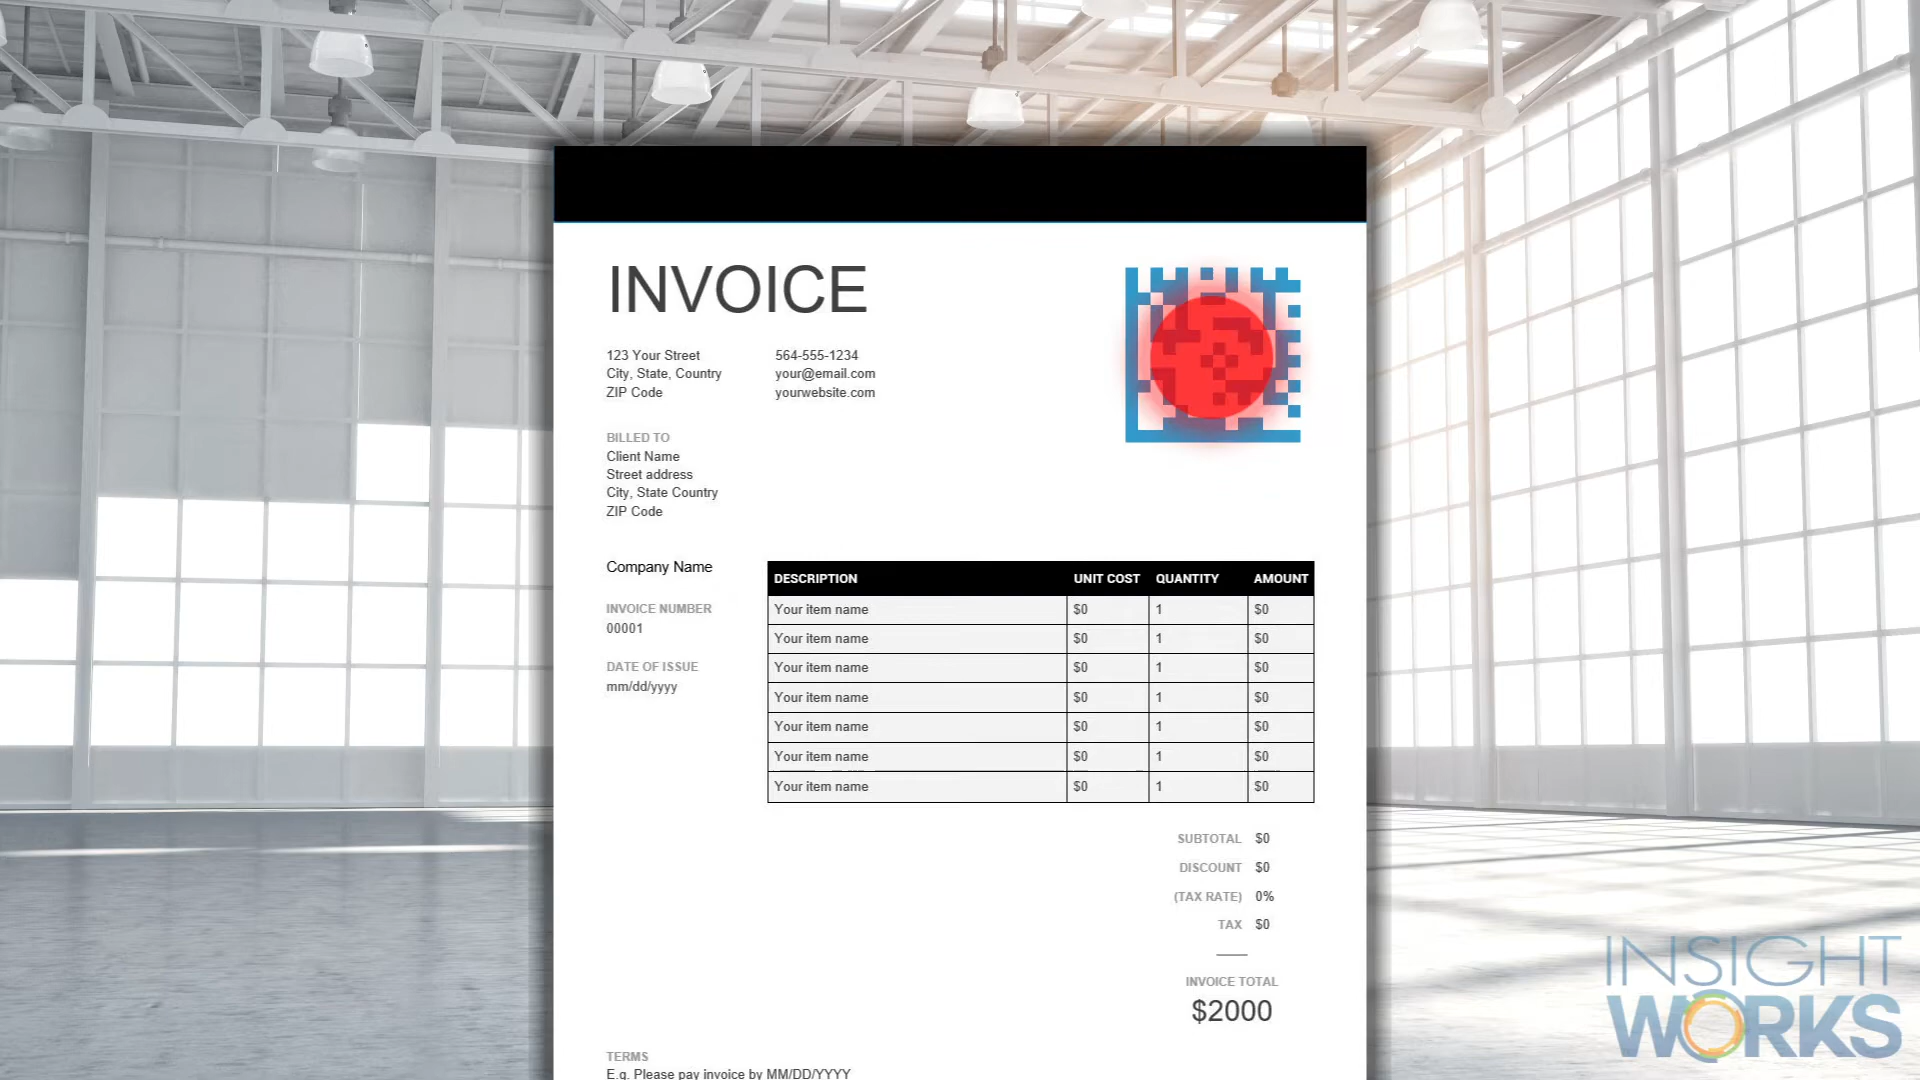 INVOICE
123 Your Street
City, State, Country
ZIP Code
564-555-1234
your@email.com
yourwebsite.com
BILLED TO
Client Name
Street address
City, State Country
ZIP Code
Company Name
INVOICE NUMBER
00001
DATE OF ISSUE
mm/dd/yyyy
DESCRIPTION UNIT COST QUANTITY AMOUNT
Your item name $0 1 $0
Your item name $0 1 $0
Your item name $0 1 $0
Your item name $0 1 $0
Your item name $0 1 $0
Your item name $0 1 $0
Your item name $0 1 $0
SUBTOTAL $0
DISCOUNT $0
(TAX RATE) 0%
TAX $0
INVOICE TOTAL
$2000
TERMS
E.g. Please pay invoice by MM/DD/YYYY
INSIGHT
WORKS